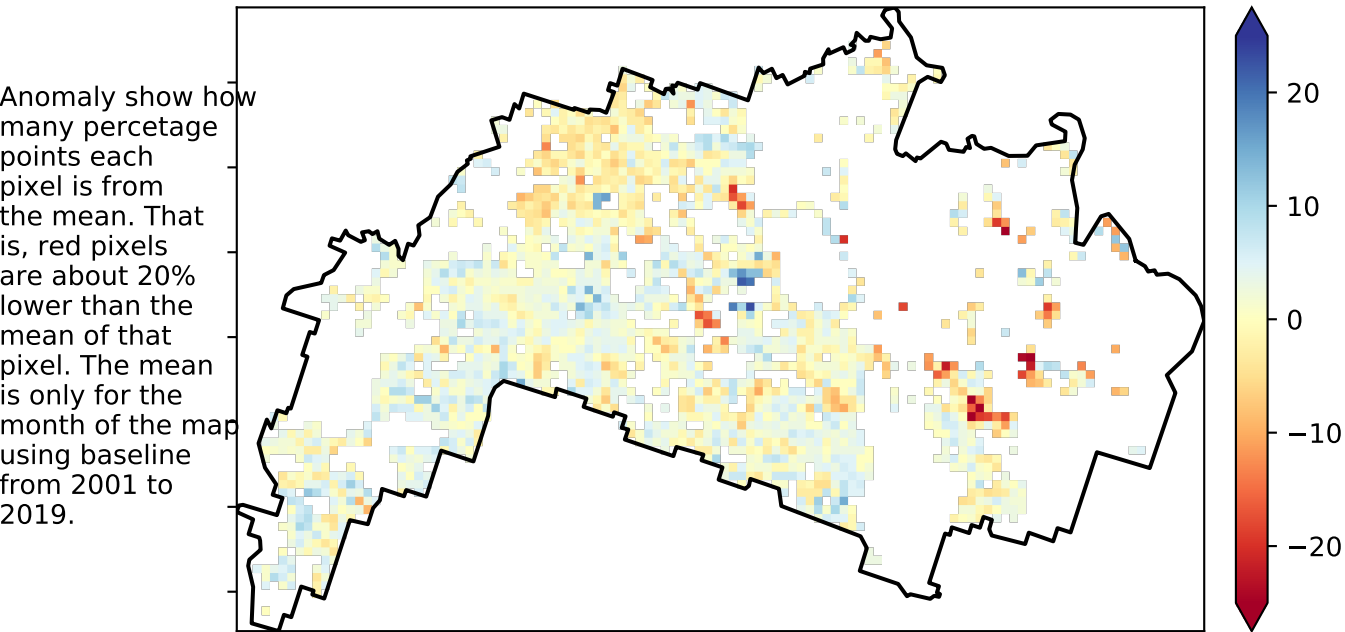 Anomaly show how
many percetage
points each
pixel is from
the mean. That
is, red pixels
are about 20%
lower than the
mean of that
pixel. The mean
is only for the
month of the map
using baseline
from 2001 to
2019.
20
10
0
−10
−20